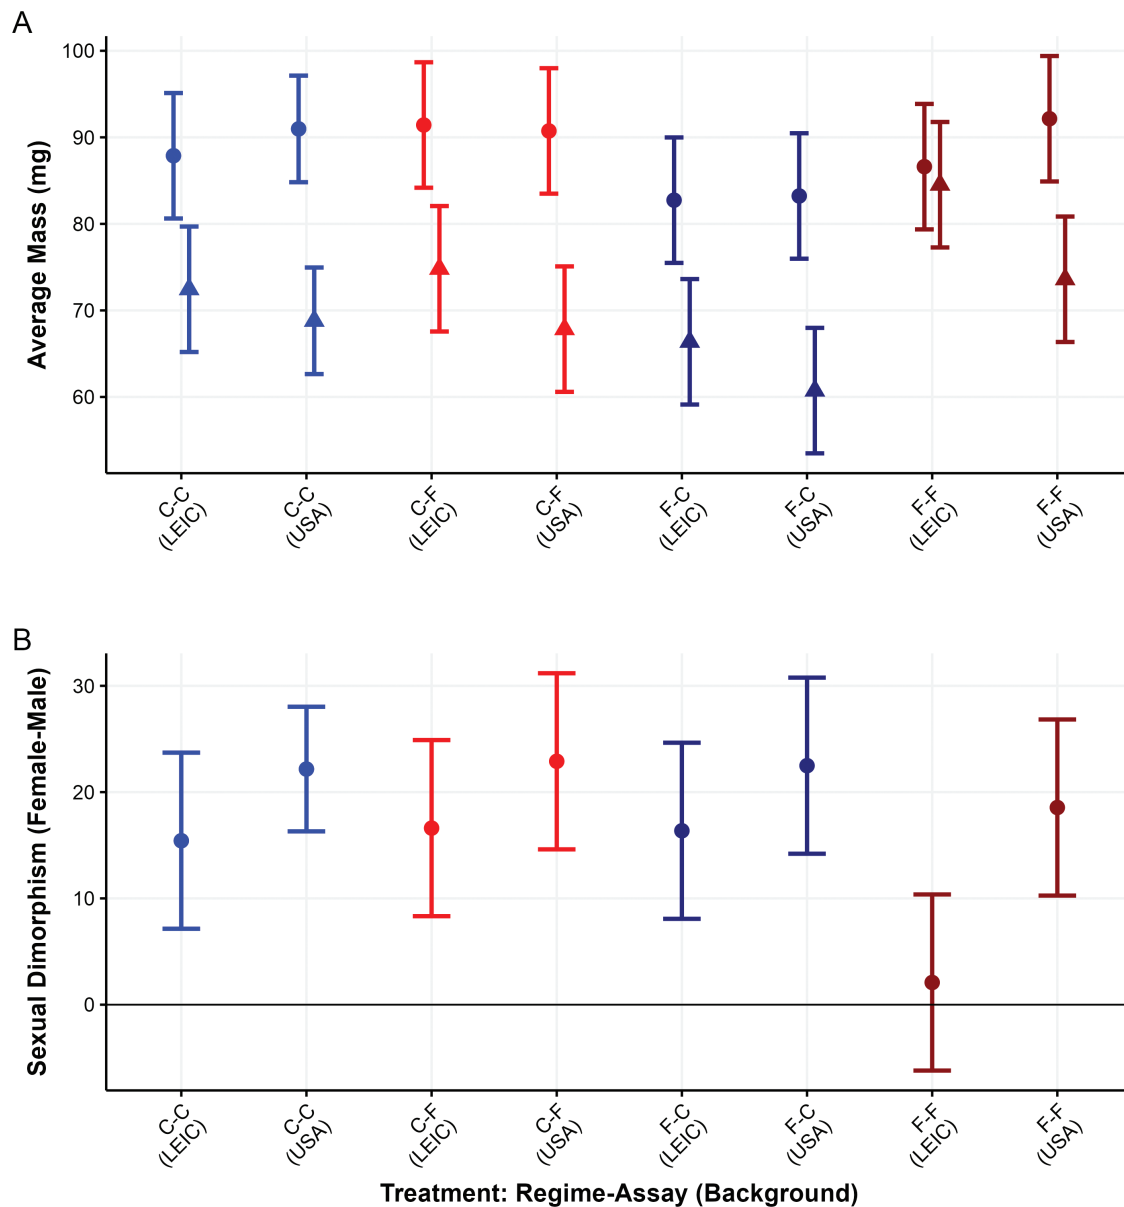 A
Average Mass (mg)
100
90
80
70
60
C-C
(LEIC)
C-C
(USA)
C-F
(LEIC)
C-F
(USA)
F-C
(LEIC)
F-C
(USA)
F-F
(LEIC)
F-F
(USA)
B
Sexual Dimorphism (Female-Male)
30
20
10
0
C-C
(LEIC)
C-C
(USA)
C-F
(LEIC)
C-F
(USA)
F-C
(LEIC)
F-C
(USA)
F-F
(LEIC)
F-F
(USA)
Treatment: Regime-Assay (Background)